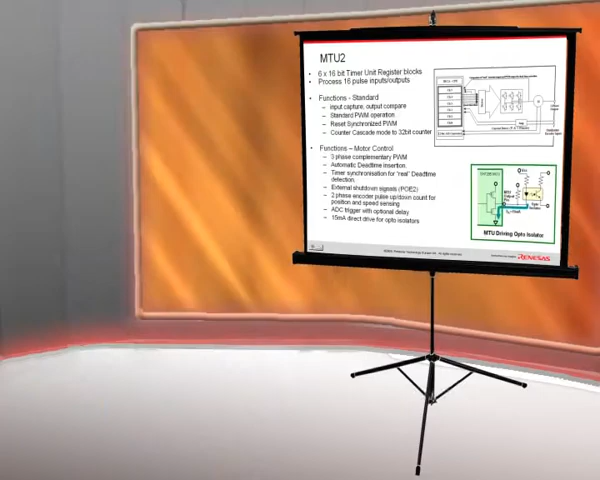 MTU2
• 6 x 16 bit Timer Unit Register blocks
• Process 16 pulse inputs/outputs
• Functions - Standard
– Input capture, output compare
– Standard PWM operation.
– Reset Synchronized PWM
– Counter Cascade mode to 32bit counter
• Functions – Motor Control
– 3 phase complementary PWM
– Automatic Deadtime insertion.
– Timer synchronisation for "real" Deadtime
detection.
– External shutdown signals (POE2)
– 2 phase encoder pulse up/down count for
position and speed sensing
– ADC trigger with optional delay
– 15mA direct drive for opto isolators
MTU Driving Opto Isolator
RENESAS